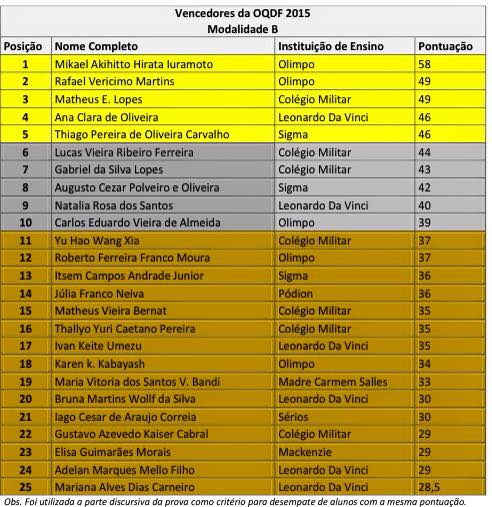 Vencedores da OQDF 2015
Modalidade B
Posição Nome Completo Instituição de Ensino Pontuação
1 Mikael Akihitto Hirata Iuramoto Olimpo 58
2 Rafael Vericimo Martins Olimpo 49
3 Matheus E. Lopes Colégio Militar 49
4 Ana Clara de Oliveira Leonardo Da Vinci 46
5 Thiago Pereira de Oliveira Carvalho Sigma 46
6 Lucas Vieira Ribeiro Ferreira Colégio Militar 44
7 Gabriel da Silva Lopes Colégio Militar 43
8 Augusto Cezar Polveiro e Oliveira Sigma 42
9 Natalia Rosa dos Santos Leonardo Da Vinci 40
10 Carlos Eduardo Vieira de Almeida Olimpo 39
11 Yu Hao Wang Xia Colégio Militar 37
12 Roberto Ferreira Franco Moura Olimpo 37
13 Itsem Campos Andrade Junior Sigma 36
14 Júlia Franco Neiva Pódion 36
15 Matheus Vieira Bernat Colégio Militar 35
16 Thallyo Yuri Caetano Pereira Colégio Militar 35
17 Ivan Keite Umezu Leonardo Da Vinci 35
18 Karen k. Kabayash Olimpo 34
19 Maria Vitoria dos Santos V. Bandi Madre Carmem Salles 33
20 Bruna Martins Wollf da Silva Leonardo Da Vinci 30
21 Iago Cesar de Araujo Correia Sérios 30
22 Gustavo Azevedo Kaiser Cabral Colégio Militar 29
23 Elisa Guimarães Morais Mackenzie 29
24 Adelan Marques Mello Filho Leonardo Da Vinci 29
25 Mariana Alves Dias Carneiro Leonardo Da Vinci 28,5
Obs. Foi utilizada a parte discursiva da prova como critério para desempate de alunos com a mesma pontuação.